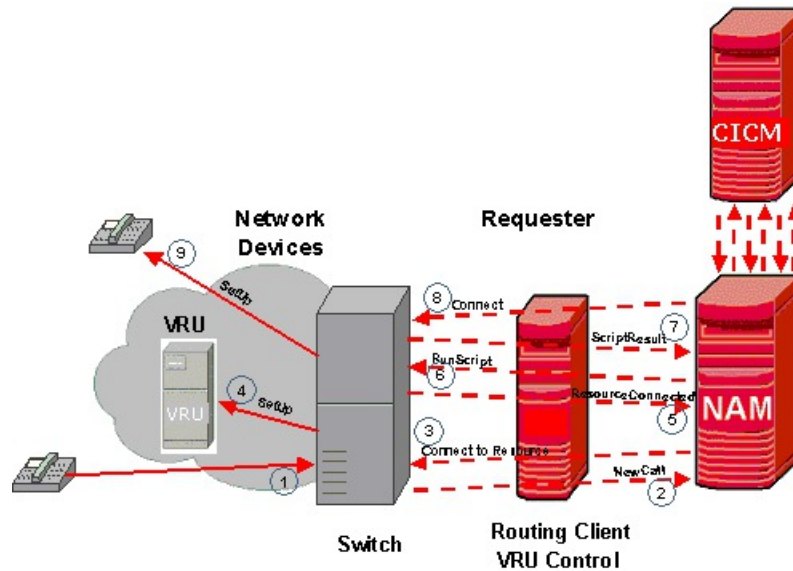 CICM
Network
Devices
Requester
9
SetUp
8
Connect
7
ScriptResult
VRU
RunScript
6
VRU
4
SetUp
ResourceConnected
NAM
5
3
Connect to Resource
1
NewCall
2
Switch
Routing Client
VRU Control